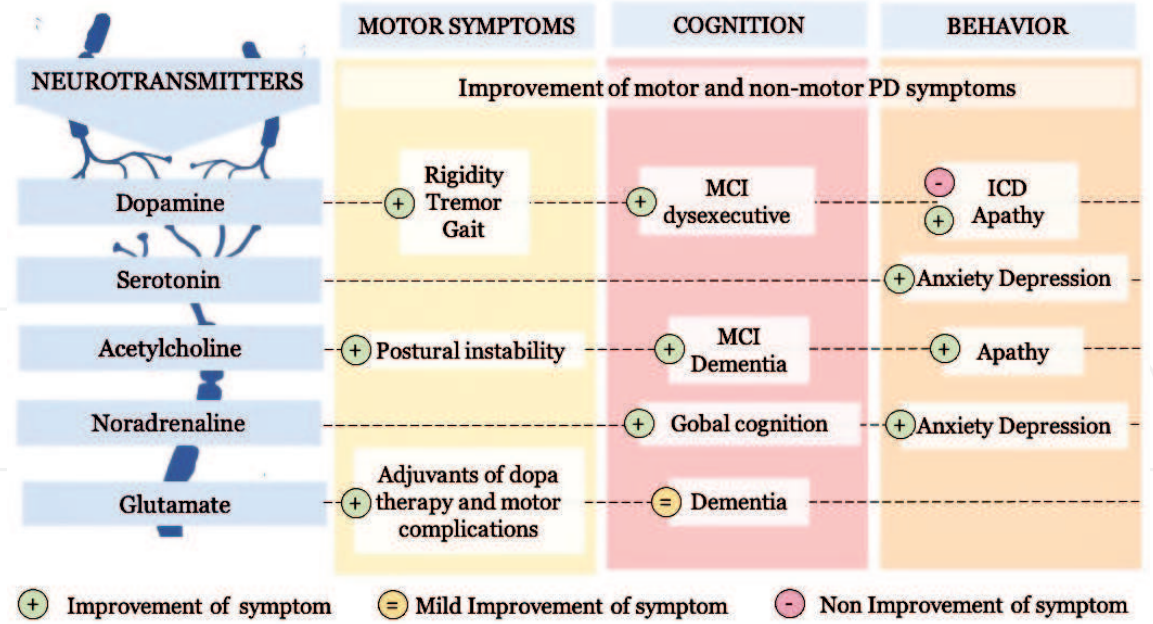 MOTOR SYMPTOMS
COGNITION
BEHAVIOR
NEUROTRANSMITTERS
Improvement of motor and non-motor PD symptoms
Dopamine
+
Rigidity
Tremor
Gait
+
MCI
dysexecutive
-
+
ICD
Apathy
Serotonin
+
Anxiety Depression
Acetylcholine
+
Postural instability
+
MCI
Dementia
+
Apathy
Noradrenaline
+
Gobal cognition
+
Anxiety Depression
Glutamate
+
Adjuvants of dopa
therapy and motor
complications
=
Dementia
+ Improvement of symptom
= Mild Improvement of symptom
- Non Improvement of symptom